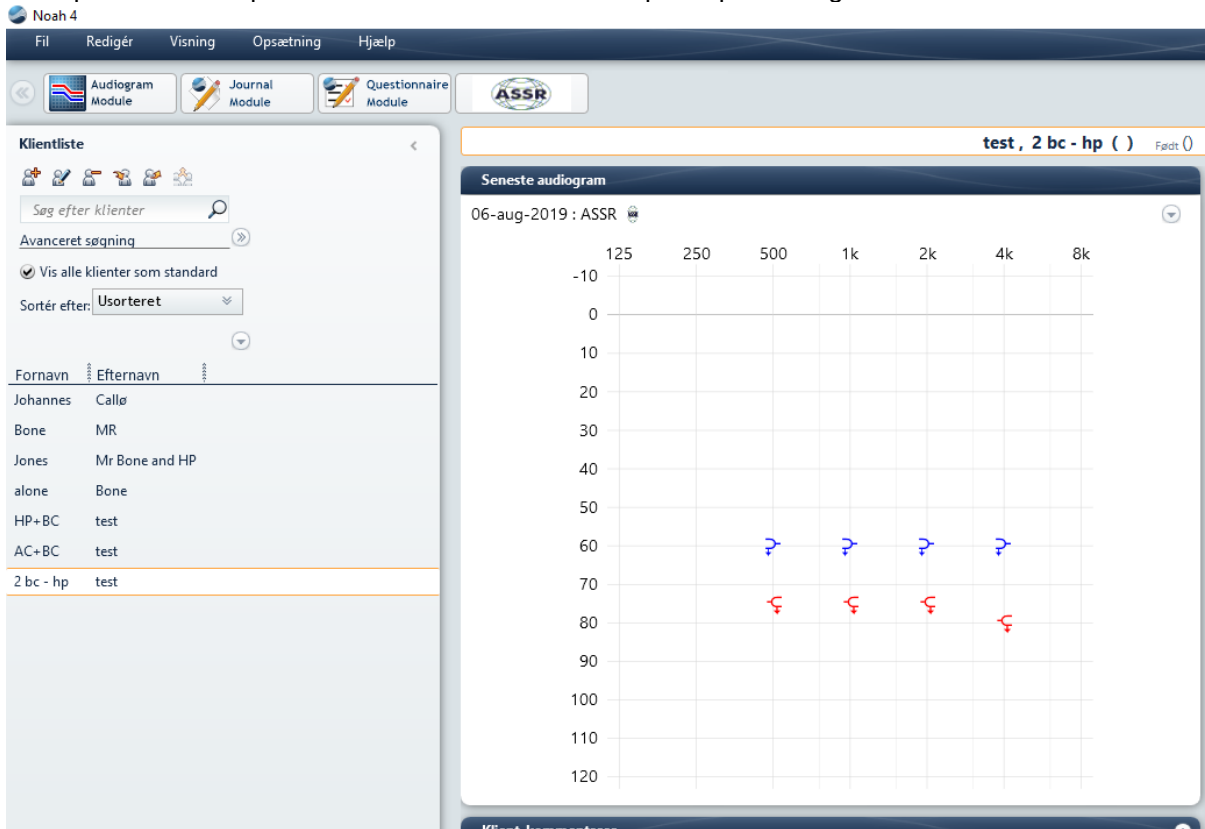 Noah 4
Fil Redigér Visning Opsætning Hjælp
Audiogram Module
Journal Module
Questionnaire Module
ASSR
Klientliste
Søg efter klienter
Avanceret søgning
Vis alle klienter som standard
Sortér efter: Usorteret
Fornavn Efternavn
Johannes Callø
Bone MR
Jones Mr Bone and HP
alone Bone
HP+BC test
AC+BC test
2 bc - hp test
test , 2 bc - hp ( ) Født ()
Seneste audiogram
06-aug-2019 : ASSR
125 250 500 1k 2k 4k 8k
-10
0
10
20
30
40
50
60
70
80
90
100
110
120